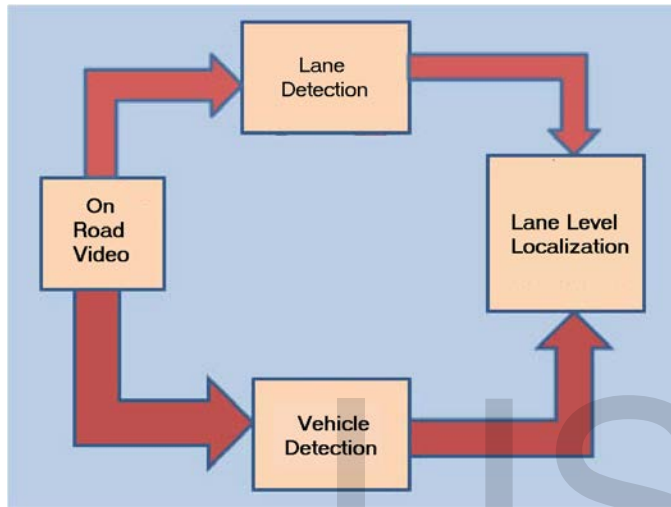 Lane
Detection
On
Road
Video
Lane Level
Localization
Vehicle
Detection